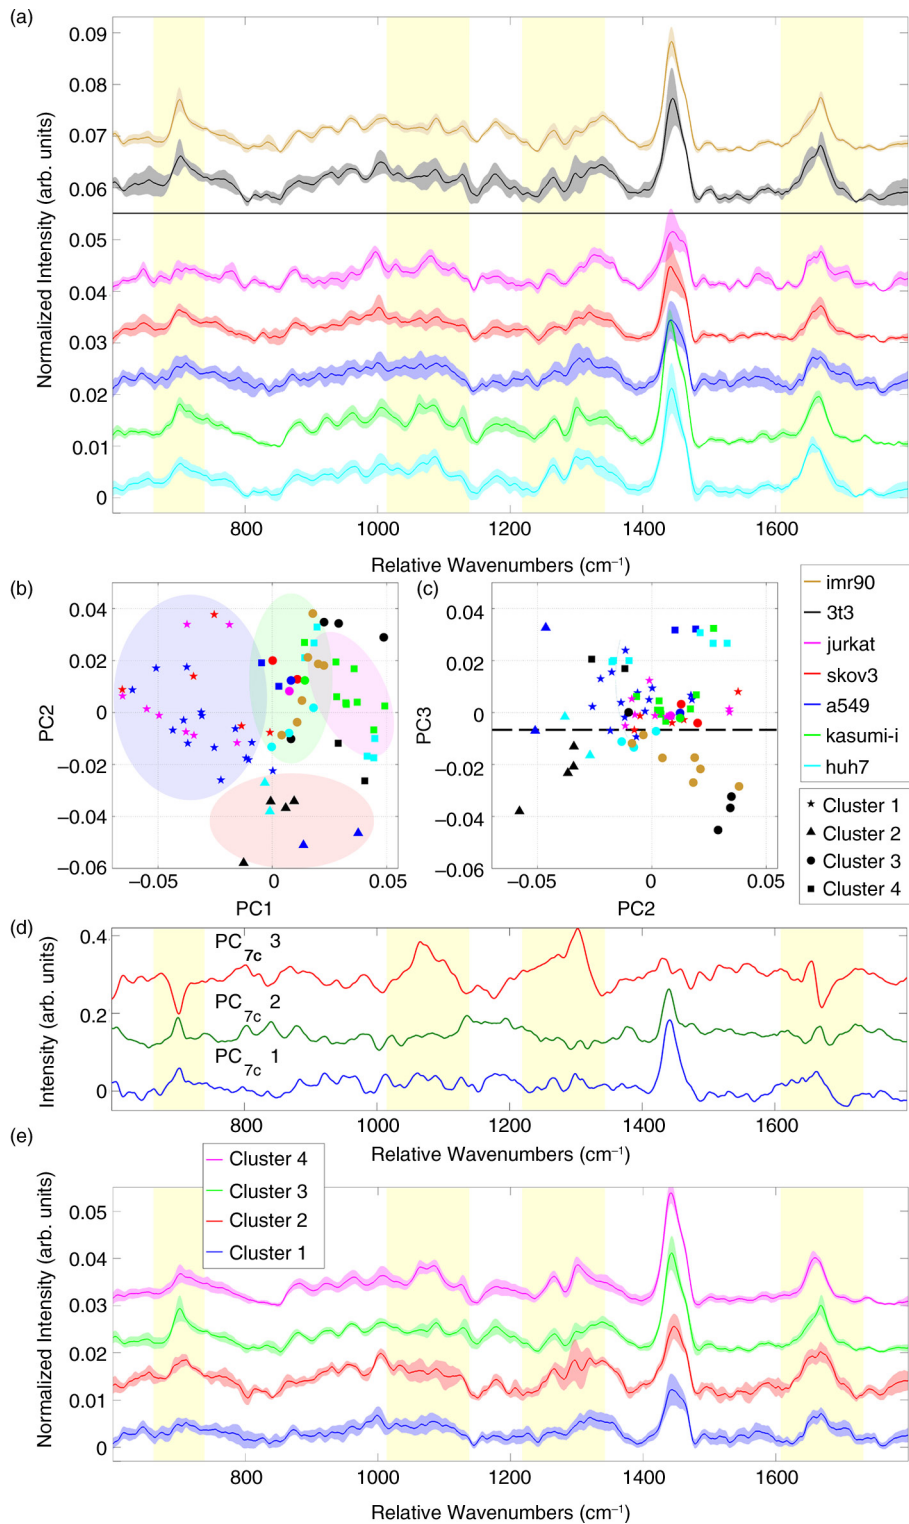 (a)
0.09
0.08
0.07
0.06
0.05
0.04
0.03
0.02
0.01
0
Normalized Intensity (arb. units)
800 1000 1200 1400 1600
Relative Wavenumbers (cm⁻¹)
(b)
0.04
0.02
0
−0.02
−0.04
−0.06
PC2
−0.05 0 0.05
PC1
(c)
0.04
0.02
0
−0.02
−0.04
−0.06
PC3
−0.05 0 0.05
PC2
imr90
3t3
jurkat
skov3
a549
kasumi-i
huh7
Cluster 1
Cluster 2
Cluster 3
Cluster 4
(d)
0.4
0.2
0
Intensity (arb. units)
PC7c 3
PC7c 2
PC7c 1
800 1000 1200 1400 1600
Relative Wavenumbers (cm⁻¹)
(e)
Cluster 4
Cluster 3
Cluster 2
Cluster 1
0.05
0.04
0.03
0.02
0.01
0
Normalized Intensity (arb. units)
800 1000 1200 1400 1600
Relative Wavenumbers (cm⁻¹)